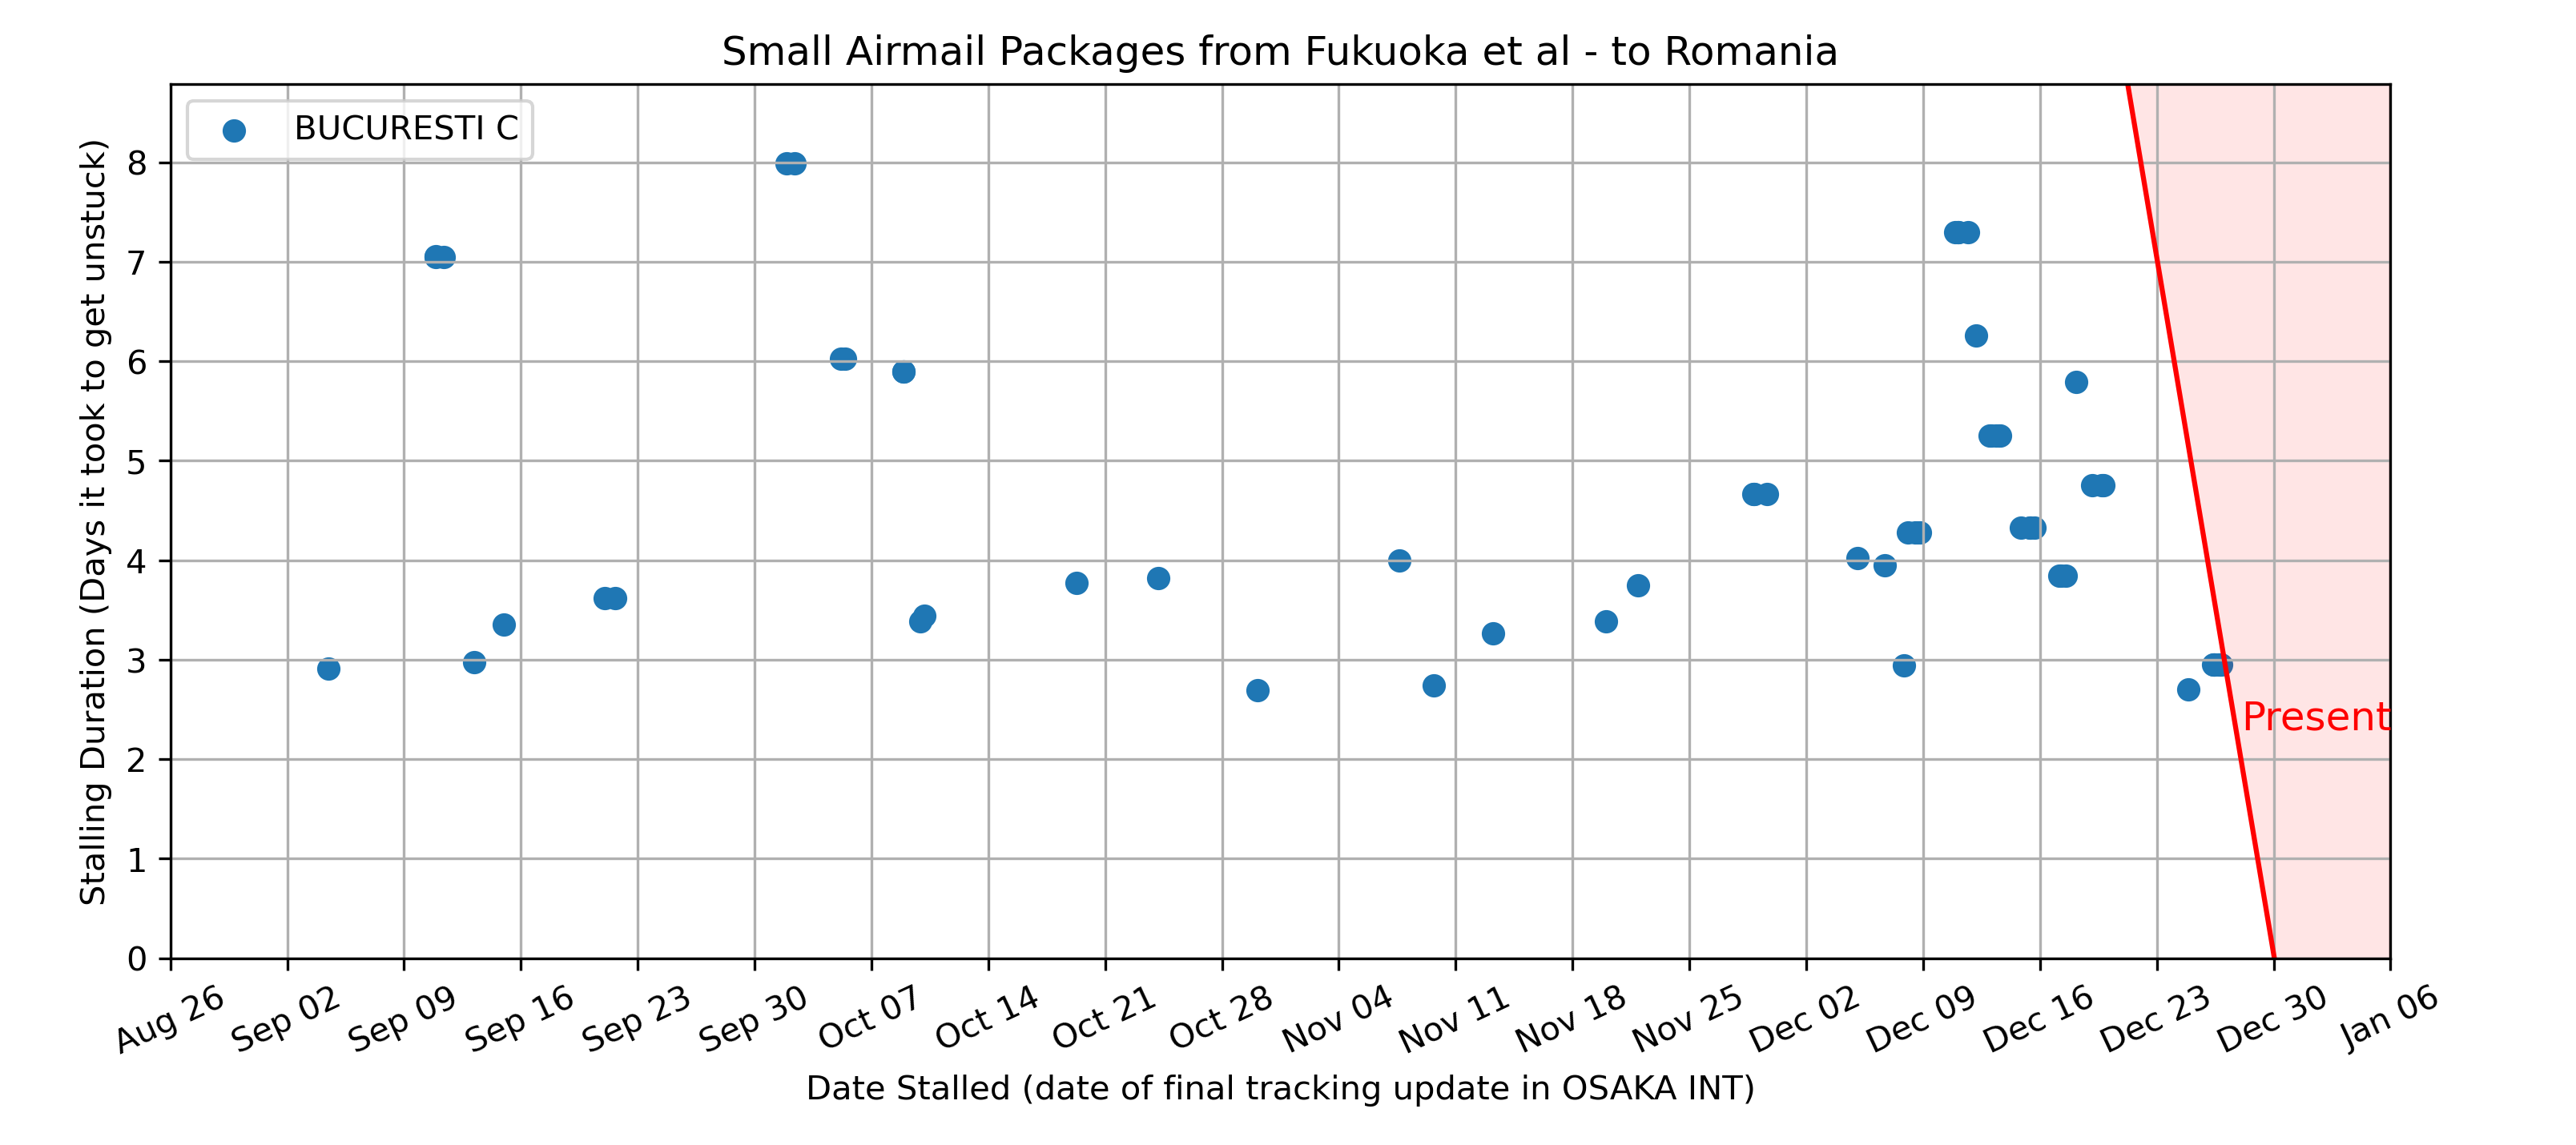 Small Airmail Packages from Fukuoka et al - to Romania
BUCURESTI C
Stalling Duration (Days it took to get unstuck)
8
7
6
5
4
3
2
1
0
Present
Aug 26
Sep 02
Sep 09
Sep 16
Sep 23
Sep 30
Oct 07
Oct 14
Oct 21
Oct 28
Nov 04
Nov 11
Nov 18
Nov 25
Dec 02
Dec 09
Dec 16
Dec 23
Dec 30
Jan 06
Date Stalled (date of final tracking update in OSAKA INT)